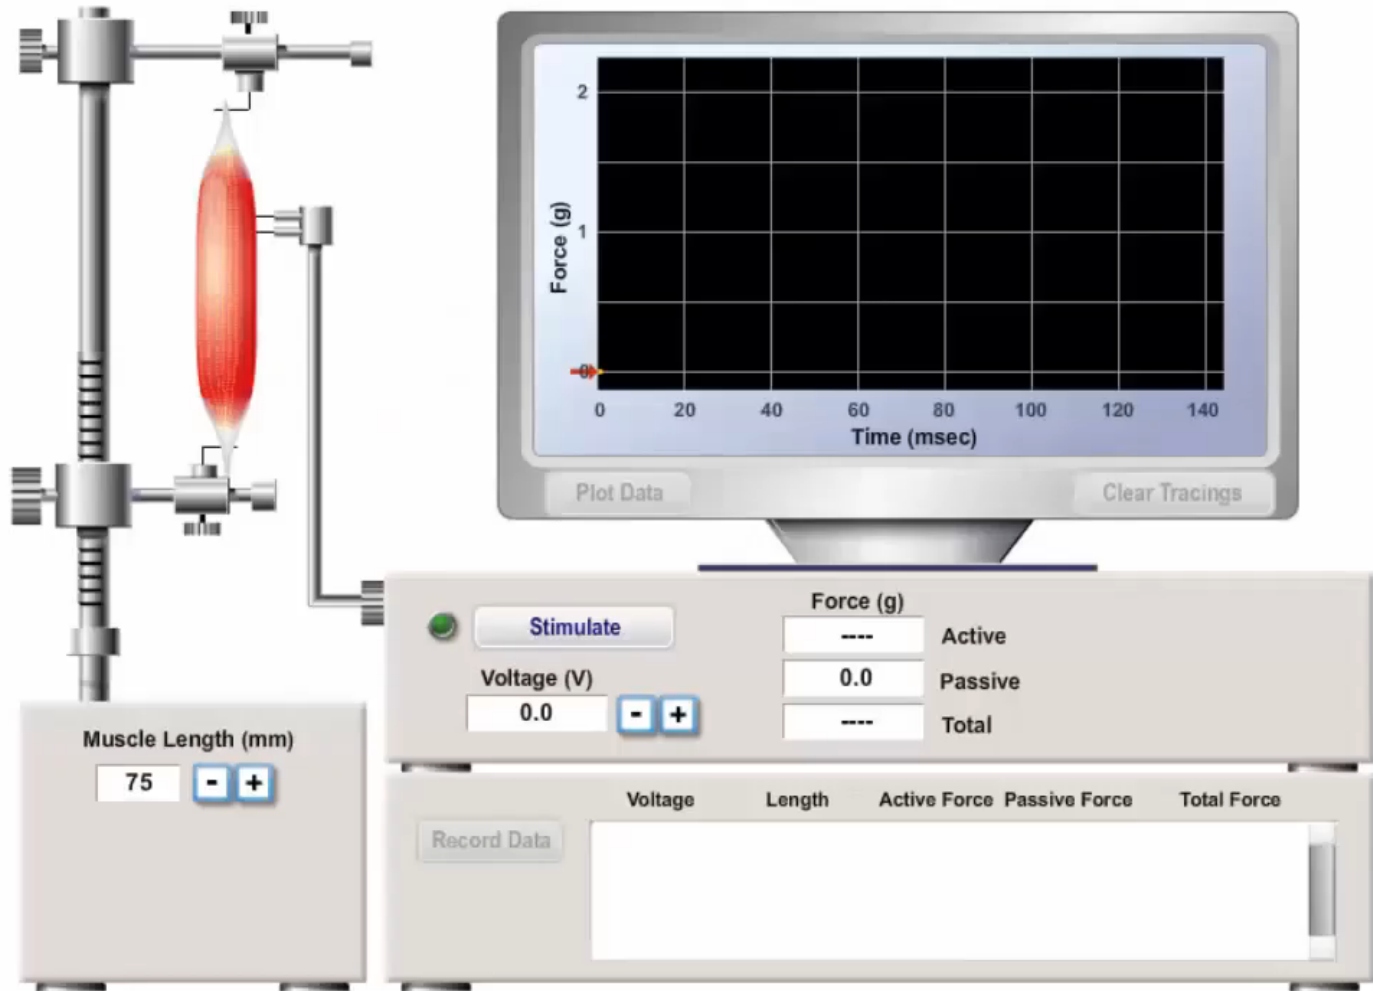 2
1
0
Force (g)
0 20 40 60 80 100 120 140
Time (msec)
Plot Data
Clear Tracings
Stimulate
Voltage (V)
0.0
-
+
Force (g)
---- Active
0.0 Passive
---- Total
Muscle Length (mm)
75
-
+
Voltage Length Active Force Passive Force Total Force
Record Data